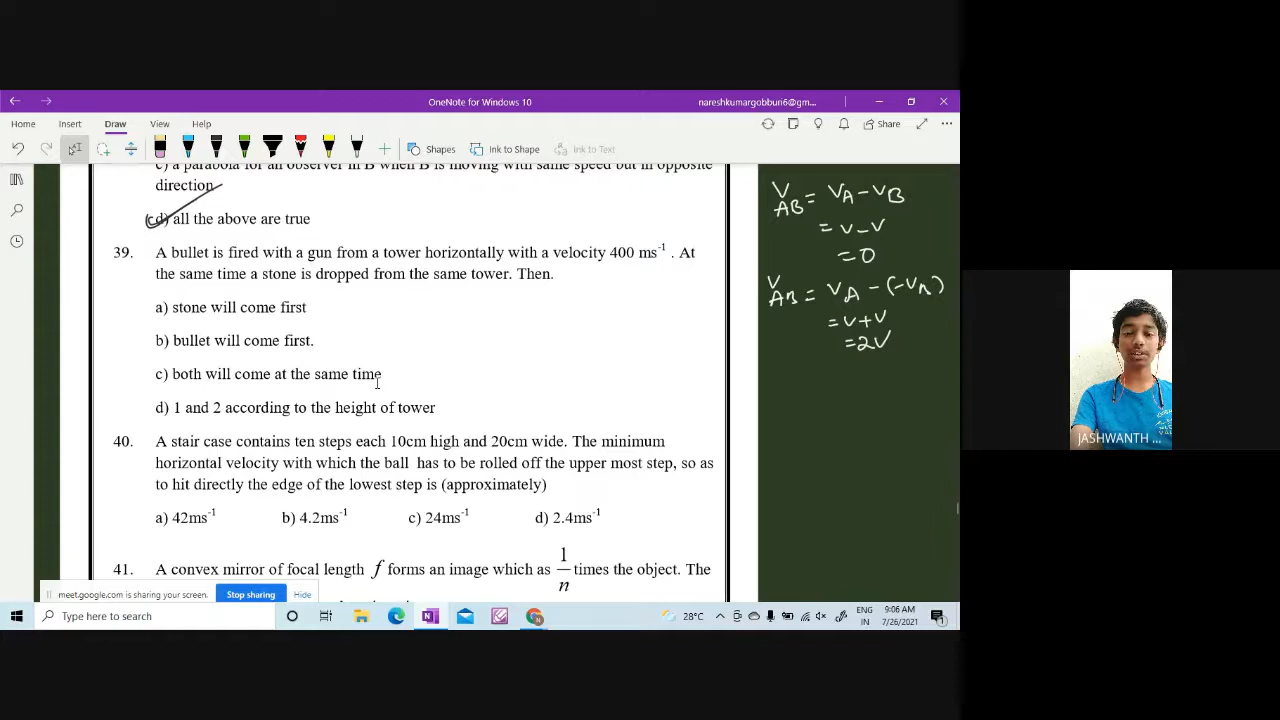 OneNote for Windows 10
nareshkumargobburi6@gm...
Home Insert Draw View Help
Share
Shapes Ink to Shape Ink to Text
c) a parabola for an observer in B when B is moving with same speed but in opposite
direction
d) all the above are true
39. A bullet is fired with a gun from a tower horizontally with a velocity 400 ms-1 . At
the same time a stone is dropped from the same tower. Then.
a) stone will come first
b) bullet will come first.
c) both will come at the same time
d) 1 and 2 according to the height of tower
40. A stair case contains ten steps each 10cm high and 20cm wide. The minimum
horizontal velocity with which the ball has to be rolled off the upper most step, so as
to hit directly the edge of the lowest step is (approximately)
a) 42ms-1 b) 4.2ms-1 c) 24ms-1 d) 2.4ms-1
41. A convex mirror of focal length f forms an image which as 1/n times the object. The
VAB = VA - VB
= v - v
= 0
VAB = VA - (-VB)
= v + v
= 2v
meet.google.com is sharing your screen. Stop sharing Hide
Type here to search
28°C
ENG
IN
9:06 AM
7/26/2021
JASHWANTH ...